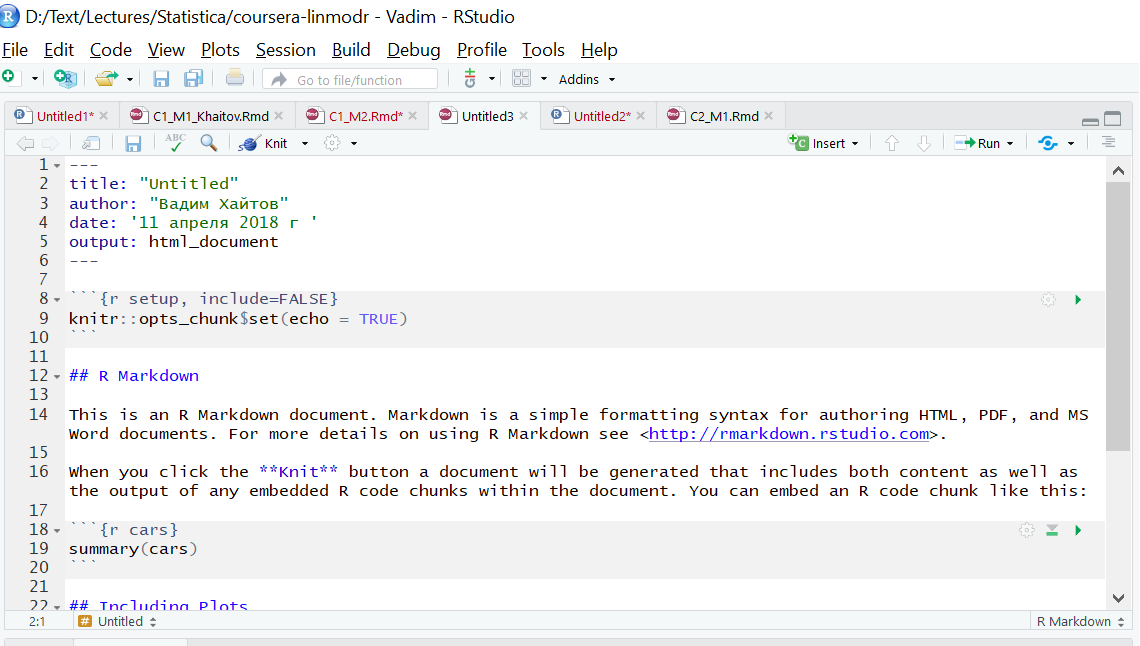 D:/Text/Lectures/Statistica/coursera-linmodr - Vadim - RStudio
File Edit Code View Plots Session Build Debug Profile Tools Help
Go to file/function Addins
Untitled1* C1_M1_Khaitov.Rmd C1_M2.Rmd* Untitled3 Untitled2* C2_M1.Rmd
ABC Knit Insert Run
1 ---
2 title: "Untitled"
3 author: "Вадим Хайтов"
4 date: '11 апреля 2018 г '
5 output: html_document
6 ---
7
8 ```{r setup, include=FALSE}
9 knitr::opts_chunk$set(echo = TRUE)
10 ```
11
12 ## R Markdown
13
14 This is an R Markdown document. Markdown is a simple formatting syntax for authoring HTML, PDF, and MS
Word documents. For more details on using R Markdown see <http://rmarkdown.rstudio.com>.
15
16 When you click the **Knit** button a document will be generated that includes both content as well as
the output of any embedded R code chunks within the document. You can embed an R code chunk like this:
17
18 ```{r cars}
19 summary(cars)
20 ```
21
22 ## Including Plots
2:1 # Untitled R Markdown